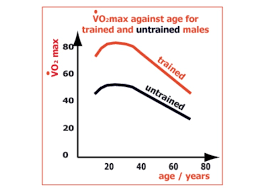 V̇O₂max against age for
trained and untrained males
V̇O₂ max
80
60
40
20
0
trained
untrained
0 20 40 60 80
age / years